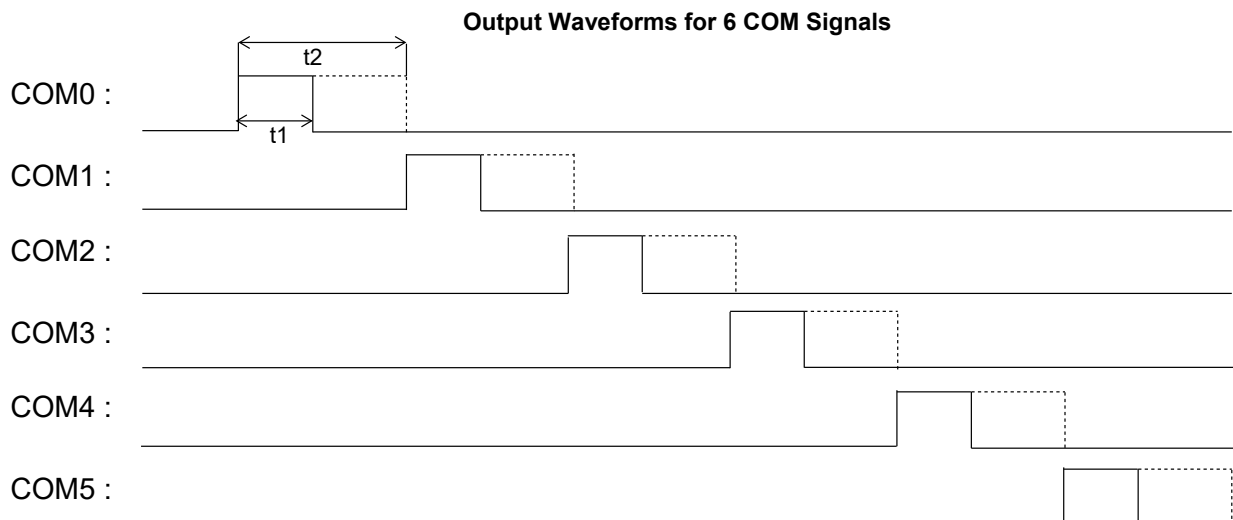 Output Waveforms for 6 COM Signals
t2
COM0 :
t1
COM1 :
COM2 :
COM3 :
COM4 :
COM5 :